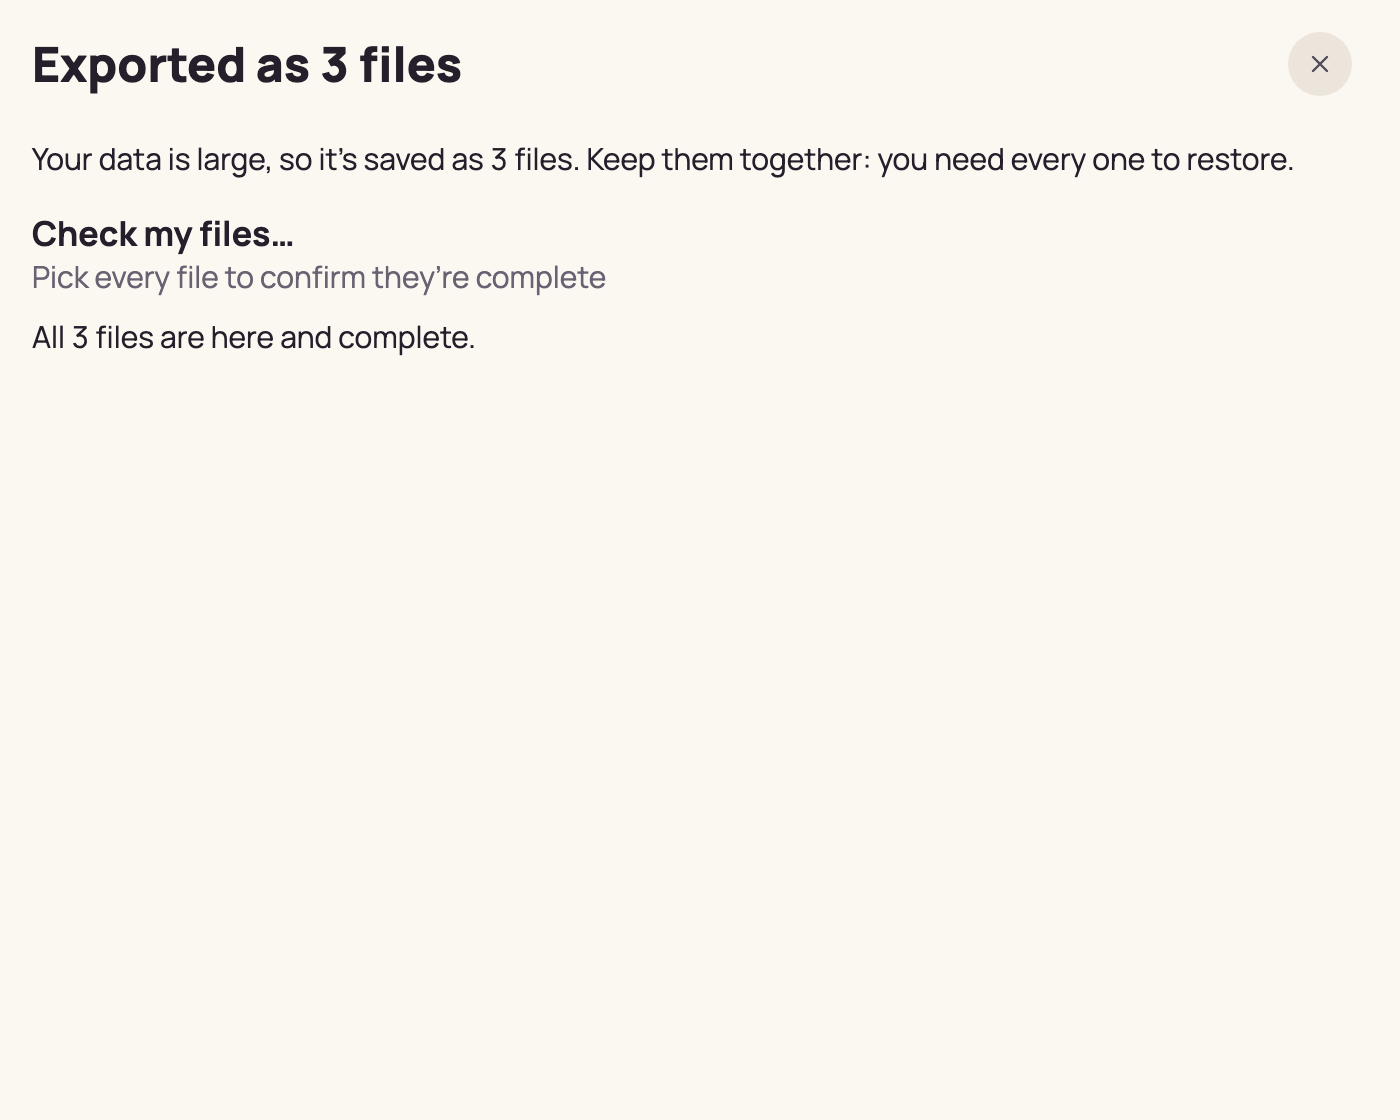 Exported as 3 files
Your data is large, so it’s saved as 3 files. Keep them together: you need every one to restore.
Check my files…
Pick every file to confirm they’re complete
All 3 files are here and complete.